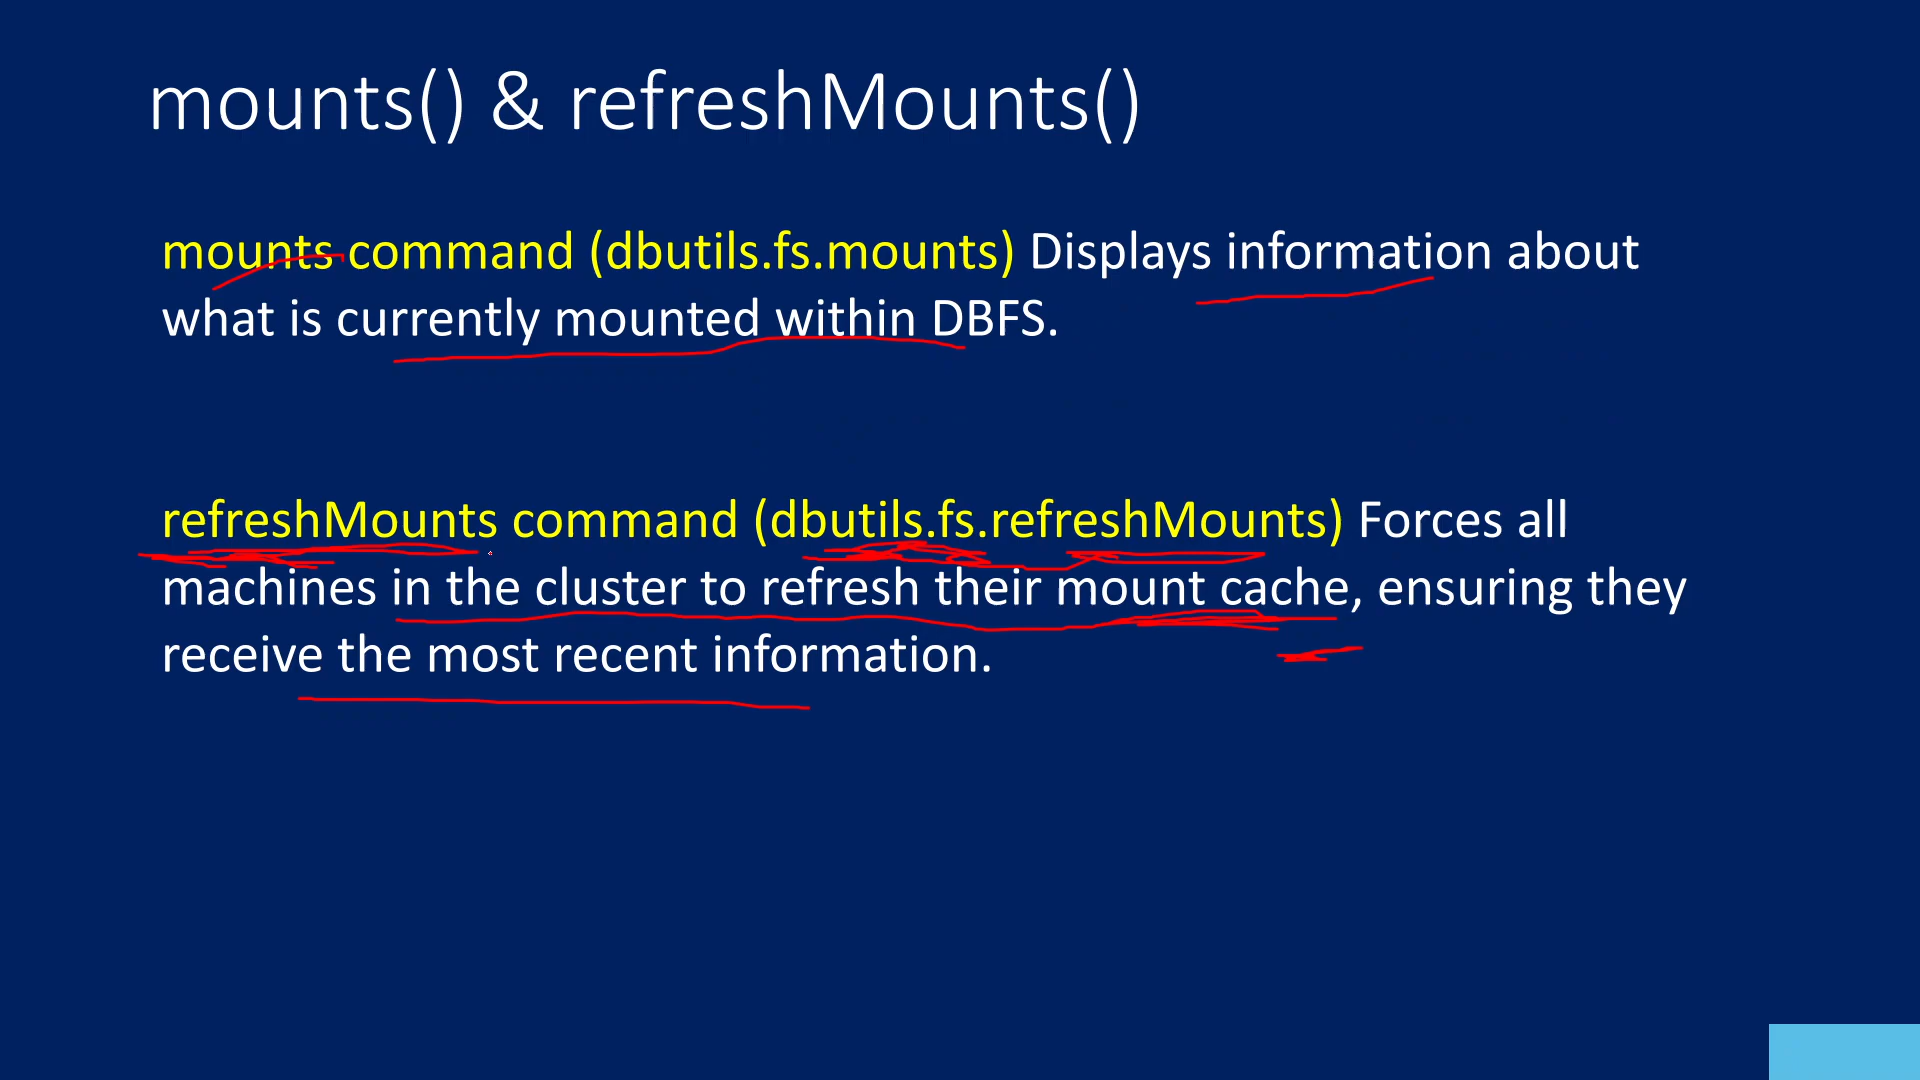 mounts() & refreshMounts()
mounts command (dbutils.fs.mounts) Displays information about
what is currently mounted within DBFS.
refreshMounts command (dbutils.fs.refreshMounts) Forces all
machines in the cluster to refresh their mount cache, ensuring they
receive the most recent information.